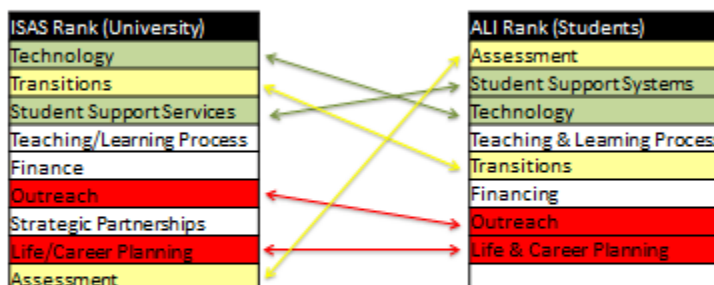 ISAS Rank (University)
Technology
Transitions
Student Support Services
Teaching/Learning Process
Finance
Outreach
Strategic Partnerships
Life/Career Planning
Assessment
ALI Rank (Students)
Assessment
Student Support Systems
Technology
Teaching & Learning Process
Transitions
Financing
Outreach
Life & Career Planning